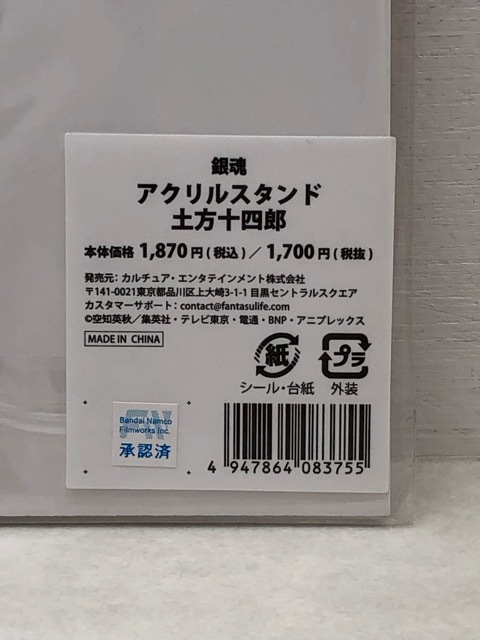 銀魂
アクリルスタンド
土方十四郎
本体価格 1,870円(税込)/ 1,700円(税抜)
発売元:カルチュア・エンタテインメント株式会社
〒141-0021東京都品川区上大崎3-1-1 目黒セントラルスクエア
カスタマーサポート:contact@fantasulife.com
©空知英秋/集英社・テレビ東京・電通・BNP・アニプレックス
MADE IN CHINA
紙
プラ
シール・台紙 外装
Bandai Namco
Filmworks Inc.
承認済
4 947864 083755